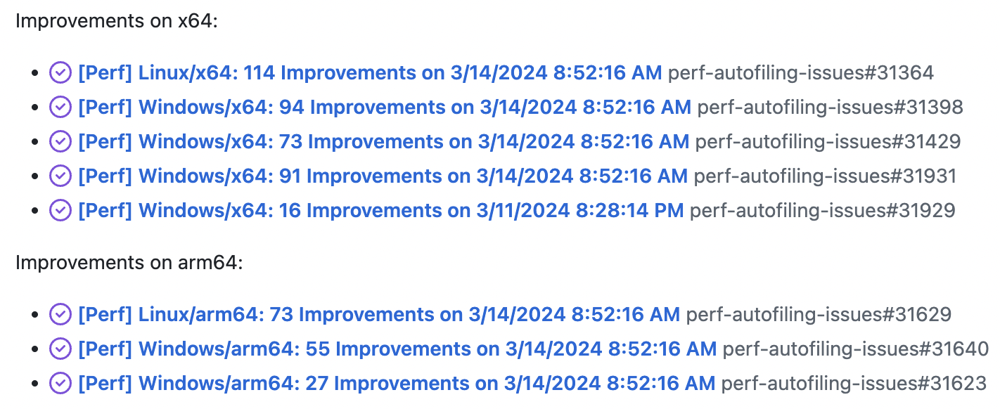 Improvements on x64:
[Perf] Linux/x64: 114 Improvements on 3/14/2024 8:52:16 AM perf-autofiling-issues#31364
[Perf] Windows/x64: 94 Improvements on 3/14/2024 8:52:16 AM perf-autofiling-issues#31398
[Perf] Windows/x64: 73 Improvements on 3/14/2024 8:52:16 AM perf-autofiling-issues#31429
[Perf] Windows/x64: 91 Improvements on 3/14/2024 8:52:16 AM perf-autofiling-issues#31931
[Perf] Windows/x64: 16 Improvements on 3/11/2024 8:28:14 PM perf-autofiling-issues#31929
Improvements on arm64:
[Perf] Linux/arm64: 73 Improvements on 3/14/2024 8:52:16 AM perf-autofiling-issues#31629
[Perf] Windows/arm64: 55 Improvements on 3/14/2024 8:52:16 AM perf-autofiling-issues#31640
[Perf] Windows/arm64: 27 Improvements on 3/14/2024 8:52:16 AM perf-autofiling-issues#31623